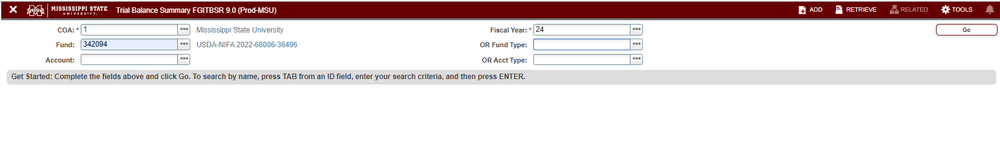 ✕ STATE MISSISSIPPI STATE UNIVERSITY. Trial Balance Summary FGITBSR 9.0 (Prod-MSU) ADD RETRIEVE RELATED TOOLS
COA: * 1 ••• Mississippi State University Fiscal Year: * 24 ••• Go
Fund: 342094 ••• USDA-NIFA 2022-68006-36496 OR Fund Type: •••
Account: ••• OR Acct Type: •••
Get Started: Complete the fields above and click Go. To search by name, press TAB from an ID field, enter your search criteria, and then press ENTER.